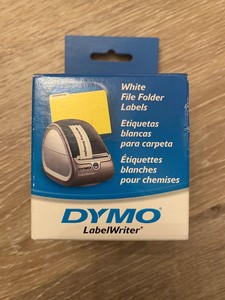 White
File Folder
Labels
Etiquetas
blancas
para carpeta
Étiquettes
blanches
pour chemises
DYMO
LabelWriter®